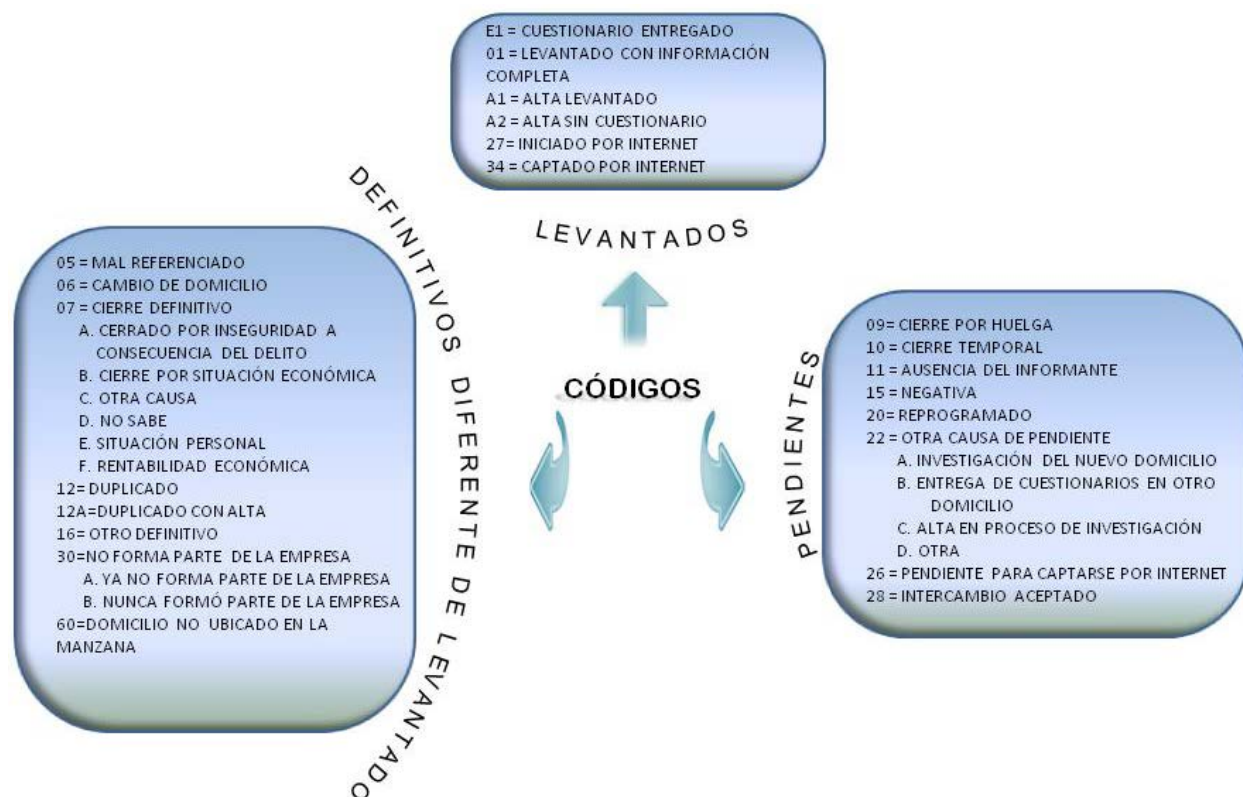 E1 = CUESTIONARIO ENTREGADO
01 = LEVANTADO CON INFORMACIÓN
COMPLETA
A1 = ALTA LEVANTADO
A2 = ALTA SIN CUESTIONARIO
27= INICIADO POR INTERNET
34 = CAPTADO POR INTERNET
LEVANTADOS
CÓDIGOS
DEFINITIVOS DIFERENTE DE LEVANTADO
05 = MAL REFERENCIADO
06 = CAMBIO DE DOMICILIO
07 = CIERRE DEFINITIVO
A. CERRADO POR INSEGURIDAD A
CONSECUENCIA DEL DELITO
B. CIERRE POR SITUACIÓN ECONÓMICA
C. OTRA CAUSA
D. NO SABE
E. SITUACIÓN PERSONAL
F. RENTABILIDAD ECONÓMICA
12= DUPLICADO
12A=DUPLICADO CON ALTA
16= OTRO DEFINITIVO
30=NO FORMA PARTE DE LA EMPRESA
A. YA NO FORMA PARTE DE LA EMPRESA
B. NUNCA FORMÓ PARTE DE LA EMPRESA
60=DOMICILIO NO UBICADO EN LA
MANZANA
PENDIENTES
09= CIERRE POR HUELGA
10 = CIERRE TEMPORAL
11 = AUSENCIA DEL INFORMANTE
15 = NEGATIVA
20= REPROGRAMADO
22 = OTRA CAUSA DE PENDIENTE
A. INVESTIGACIÓN DEL NUEVO DOMICILIO
B. ENTREGA DE CUESTIONARIOS EN OTRO
DOMICILIO
C. ALTA EN PROCESO DE INVESTIGACIÓN
D. OTRA
26= PENDIENTE PARA CAPTARSE POR INTERNET
28 = INTERCAMBIO ACEPTADO